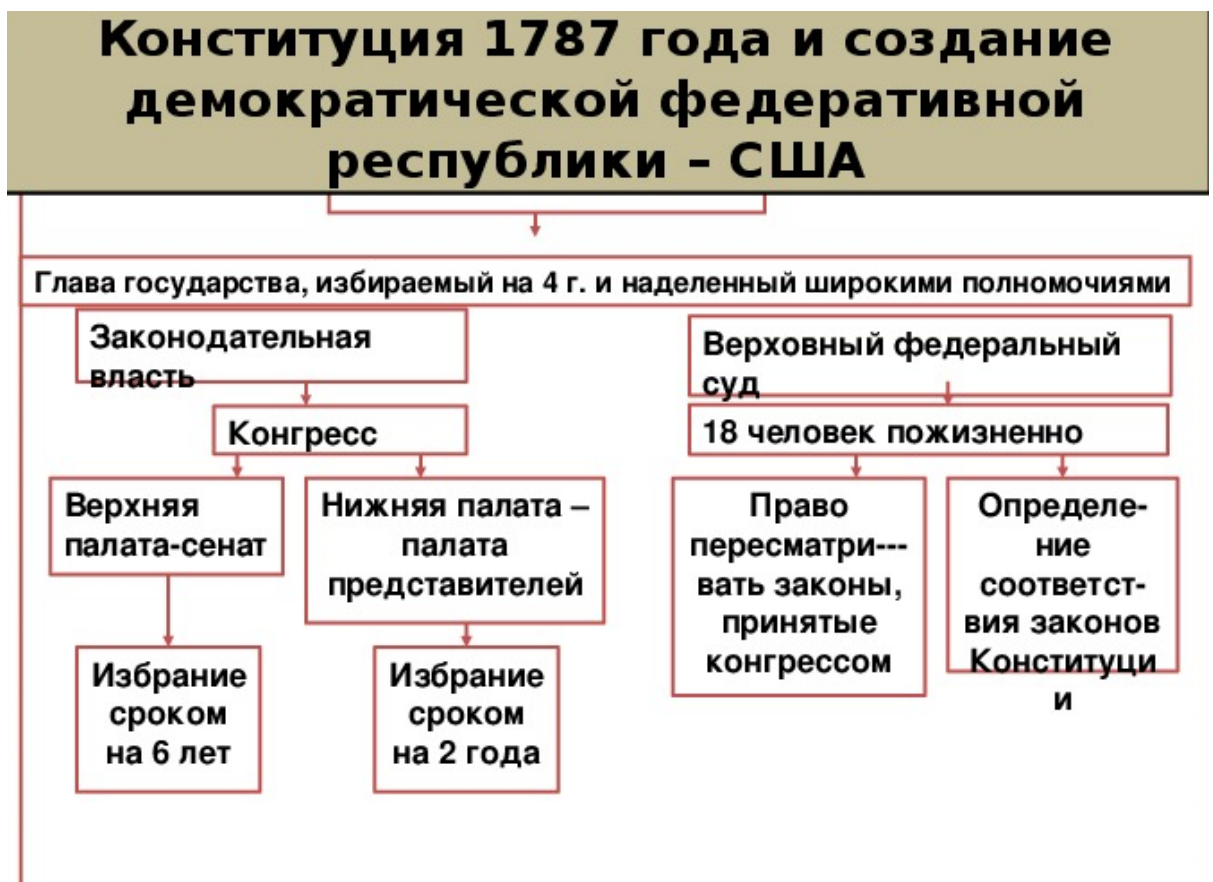 Конституция 1787 года и создание
демократической федеративной
республики – США
Глава государства, избираемый на 4 г. и наделенный широкими полномочиями
Законодательная
власть
Верховный федеральный
суд
Конгресс
18 человек пожизненно
Верхняя
палата-сенат
Нижняя палата –
палата
представителей
Право
пересматри---
вать законы,
принятые
конгрессом
Определе-
ние
соответст-
вия законов
Конституци
и
Избрание
сроком
на 6 лет
Избрание
сроком
на 2 года